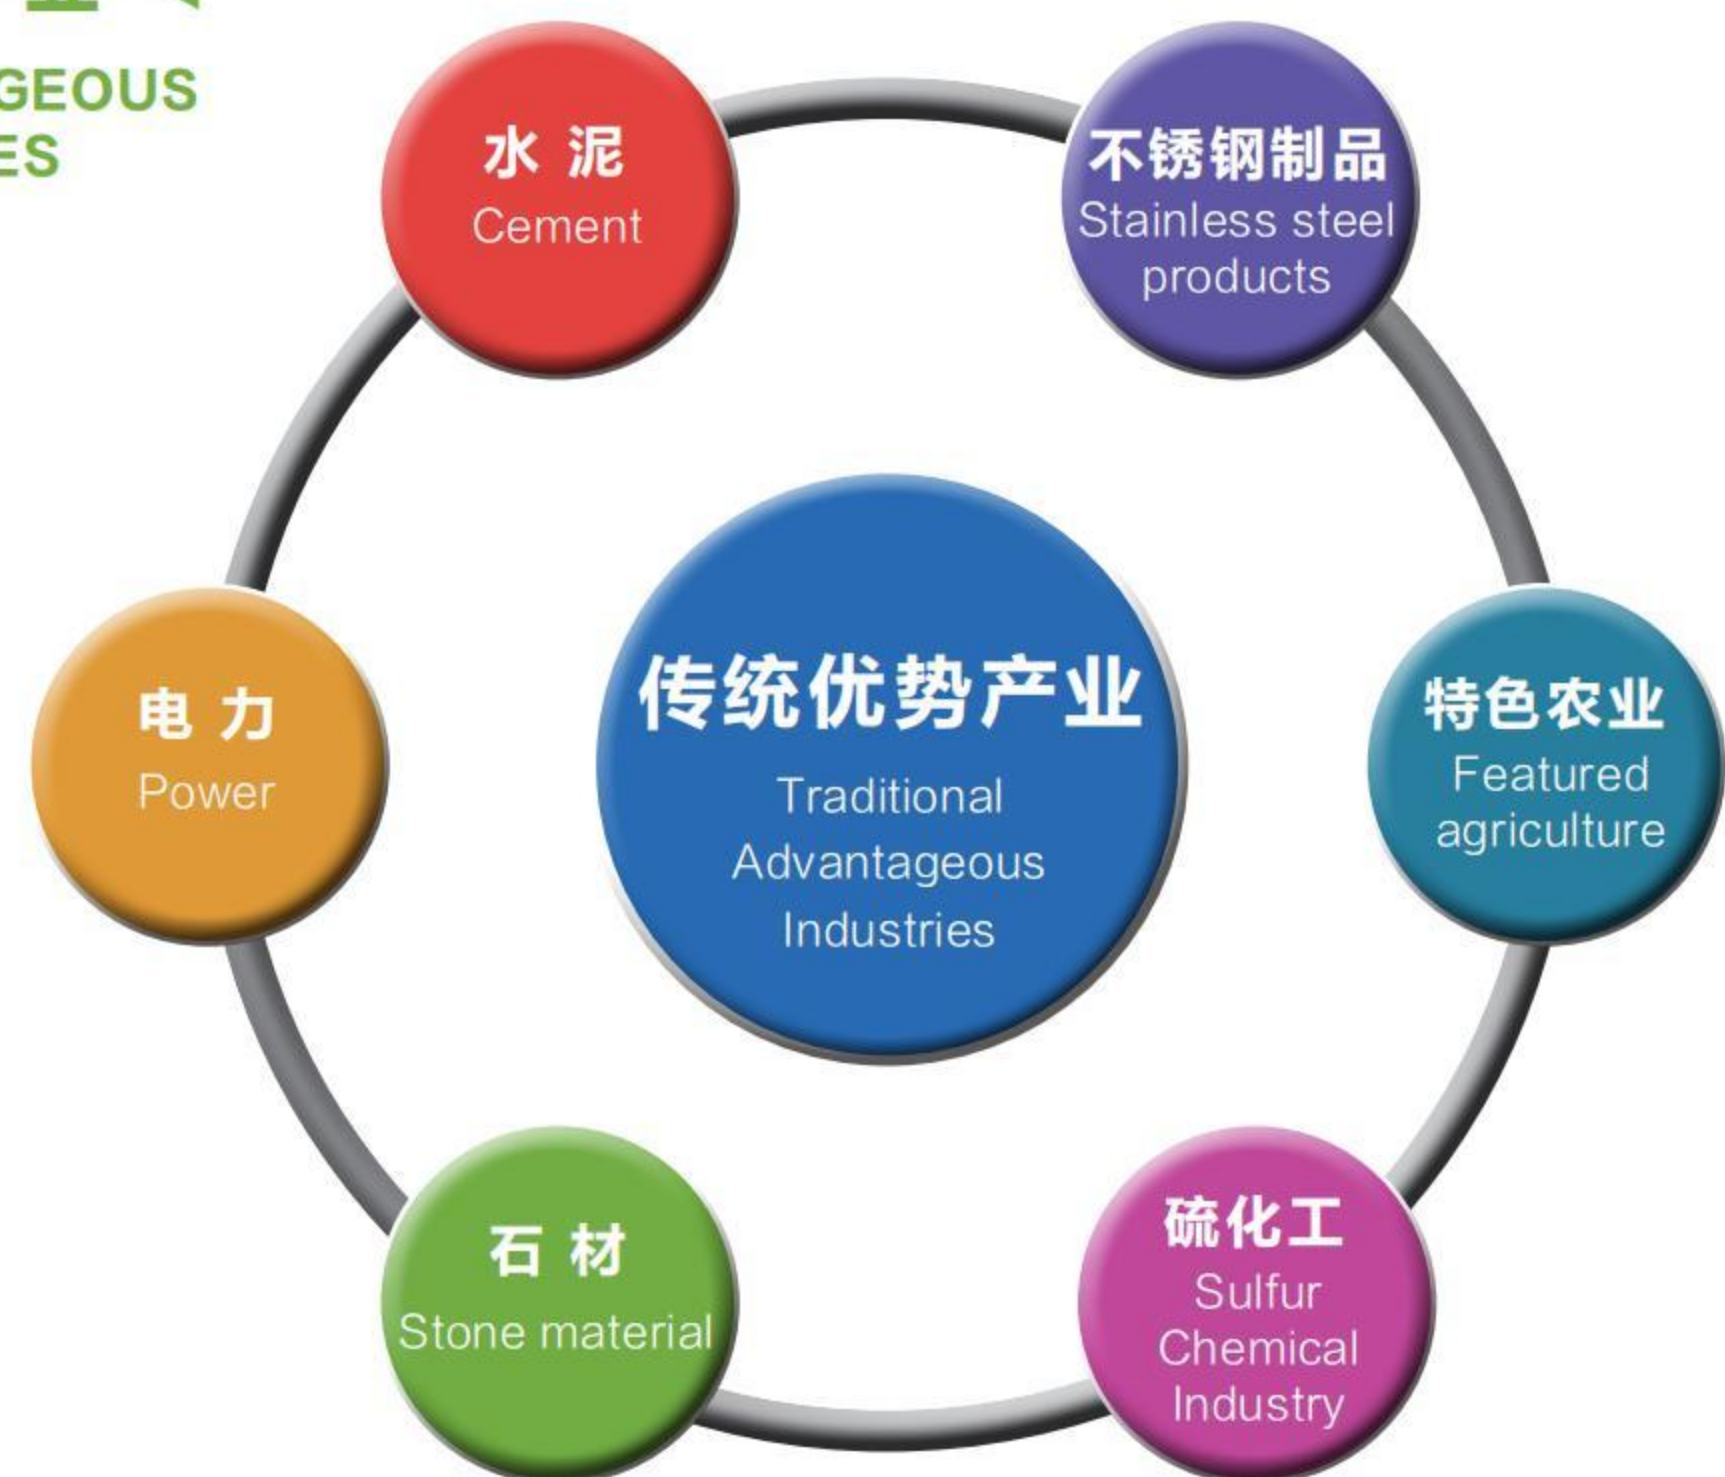 GEOUS
ES
水 泥
Cement
不锈钢制品
Stainless steel
products
传统优势产业
Traditional
Advantageous
Industries
电 力
Power
特色农业
Featured
agriculture
石 材
Stone material
硫化工
Sulfur
Chemical
Industry